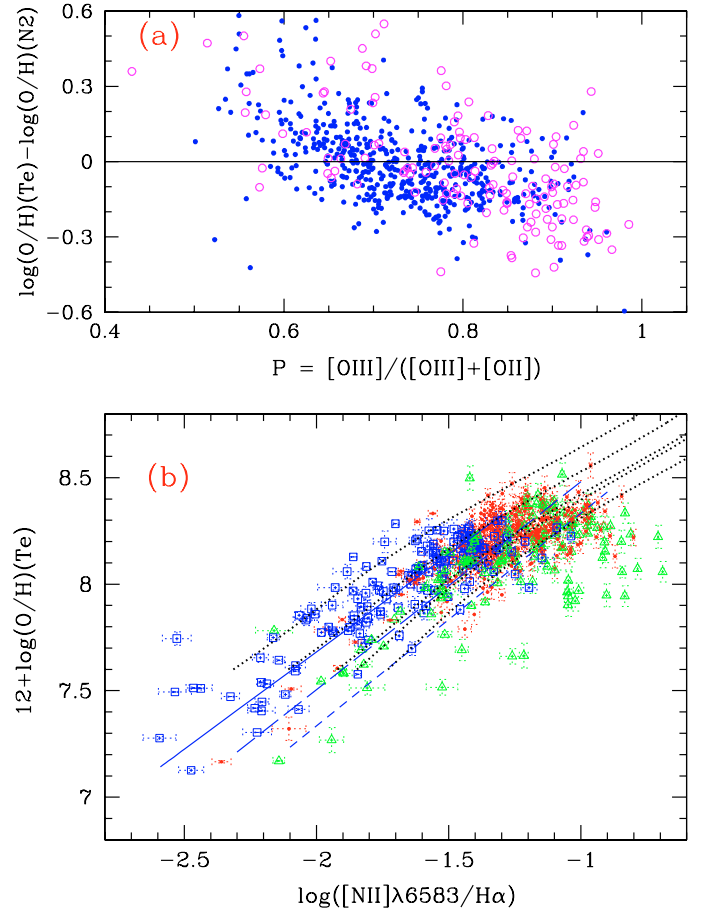 (a)
log(O/H)(Te)−log(O/H)(N2)
0.6
0.3
0
−0.3
−0.6
0.4
0.6
0.8
1
P = [OIII]/([OIII]+[OII])
(b)
12+log(O/H)(Te)
8.5
8
7.5
7
−2.5
−2
−1.5
−1
log([NII]λ6583/Hα)